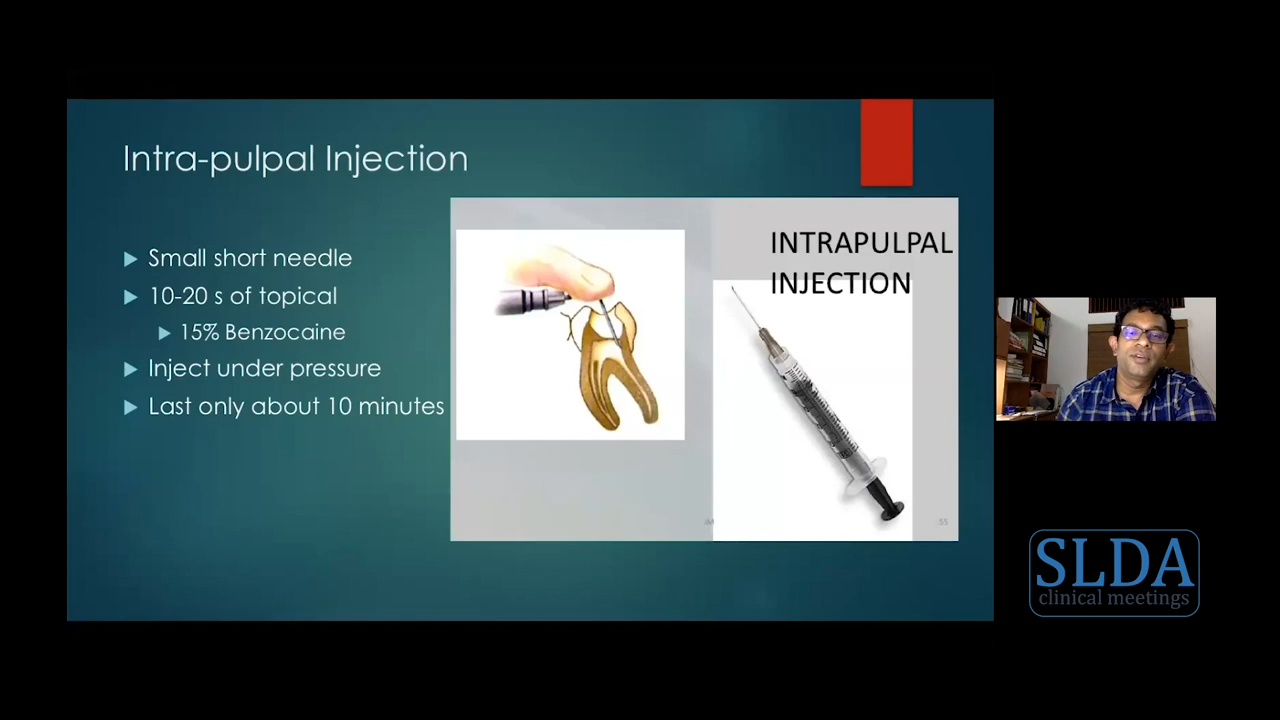 Intra-pulpal Injection
Small short needle
10-20 s of topical
15% Benzocaine
Inject under pressure
Last only about 10 minutes
INTRAPULPAL
INJECTION
55
SLDA
clinical meetings